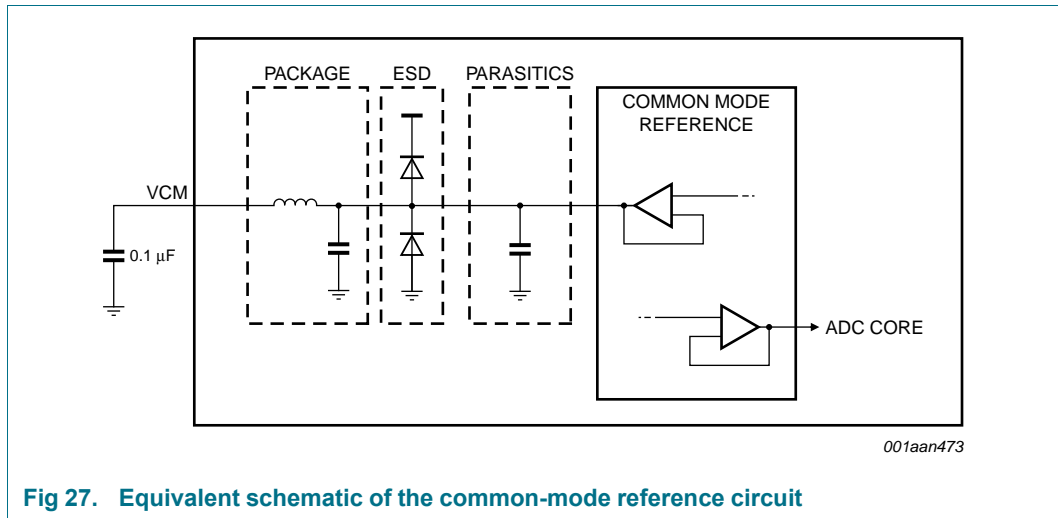 PACKAGE
ESD
PARASITICS
COMMON MODE
REFERENCE
VCM
0.1 μF
ADC CORE
001aan473
Fig 27. Equivalent schematic of the common-mode reference circuit